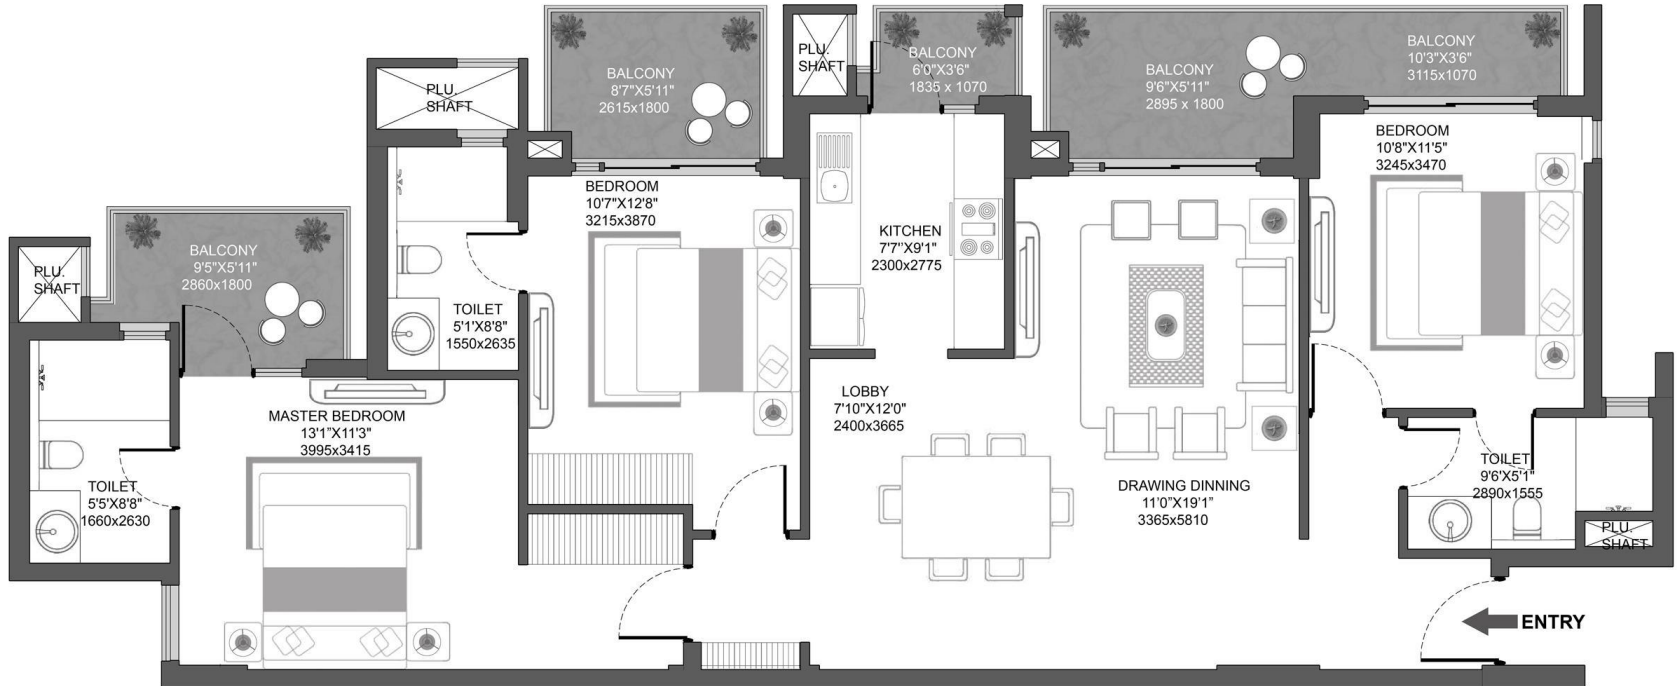 PLU.
SHAFT
BALCONY
9'5"X5'11"
2860x1800
TOILET
5'5'X8'8"
1660x2630
MASTER BEDROOM
13'1"X11'3"
3995x3415
PLU.
SHAFT
TOILET
5'1'X8'8"
1550x2635
BALCONY
8'7"X5'11"
2615x1800
BEDROOM
10'7"X12'8"
3215x3870
PLU.
SHAFT
BALCONY
6'0"X3'6"
1835 x 1070
KITCHEN
7'7"X9'1"
2300x2775
LOBBY
7'10"X12'0"
2400x3665
BALCONY
9'6"X5'11"
2895 x 1800
BALCONY
10'3"X3'6"
3115x1070
DRAWING DINNING
11'0"X19'1"
3365x5810
BEDROOM
10'8"X11'5"
3245x3470
TOILET
9'6"X5'1"
2890x1555
PLU.
SHAFT
ENTRY